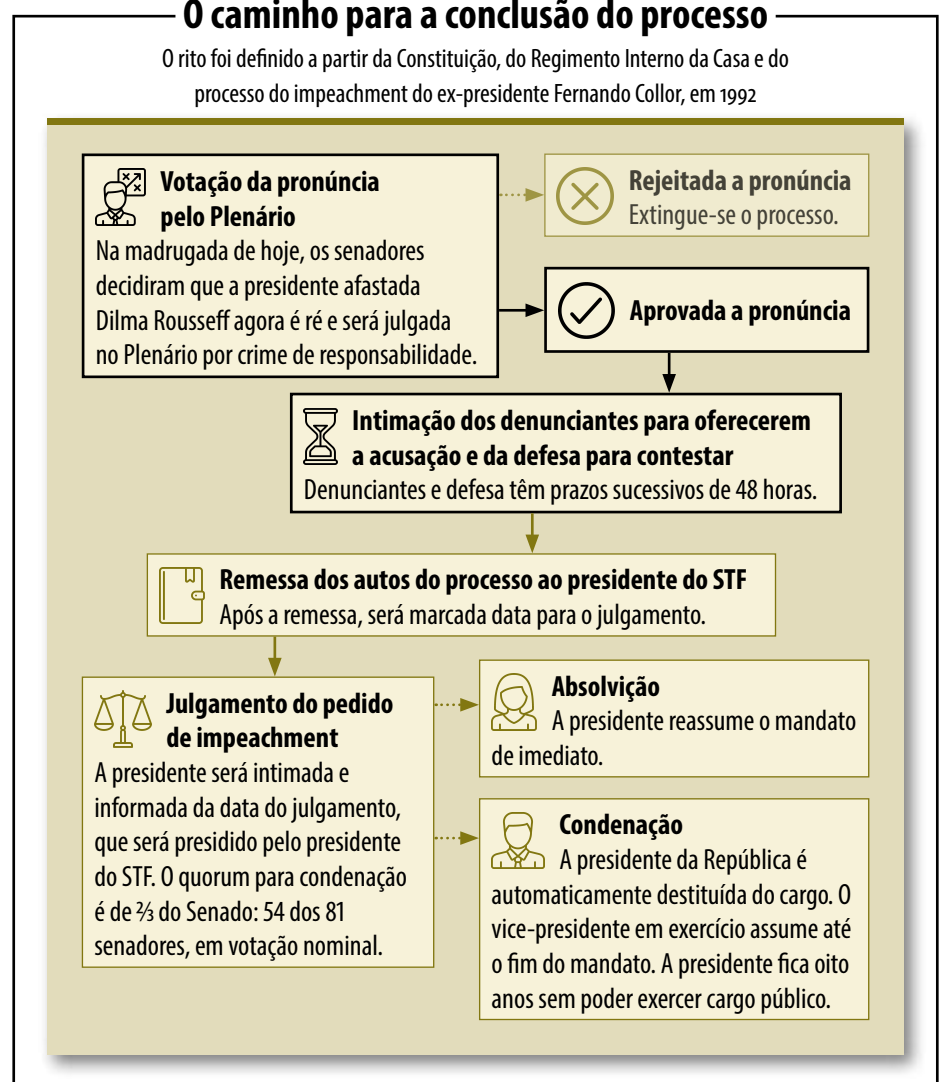 O caminho para a conclusão do processo
O rito foi definido a partir da Constituição, do Regimento Interno da Casa e do
processo do impeachment do ex-presidente Fernando Collor, em 1992
Votação da pronúncia
pelo Plenário
Na madrugada de hoje, os senadores
decidiram que a presidente afastada
Dilma Rousseff agora é ré e será julgada
no Plenário por crime de responsabilidade.
Rejeitada a pronúncia
Extingue-se o processo.
Aprovada a pronúncia
Intimação dos denunciantes para oferecerem
a acusação e da defesa para contestar
Denunciantes e defesa têm prazos sucessivos de 48 horas.
Remessa dos autos do processo ao presidente do STF
Após a remessa, será marcada data para o julgamento.
Julgamento do pedido
de impeachment
A presidente será intimada e
informada da data do julgamento,
que será presidido pelo presidente
do STF. O quorum para condenação
é de ⅔ do Senado: 54 dos 81
senadores, em votação nominal.
Absolvição
A presidente reassume o mandato
de imediato.
Condenação
A presidente da República é
automaticamente destituída do cargo. O
vice-presidente em exercício assume até
o fim do mandato. A presidente fica oito
anos sem poder exercer cargo público.